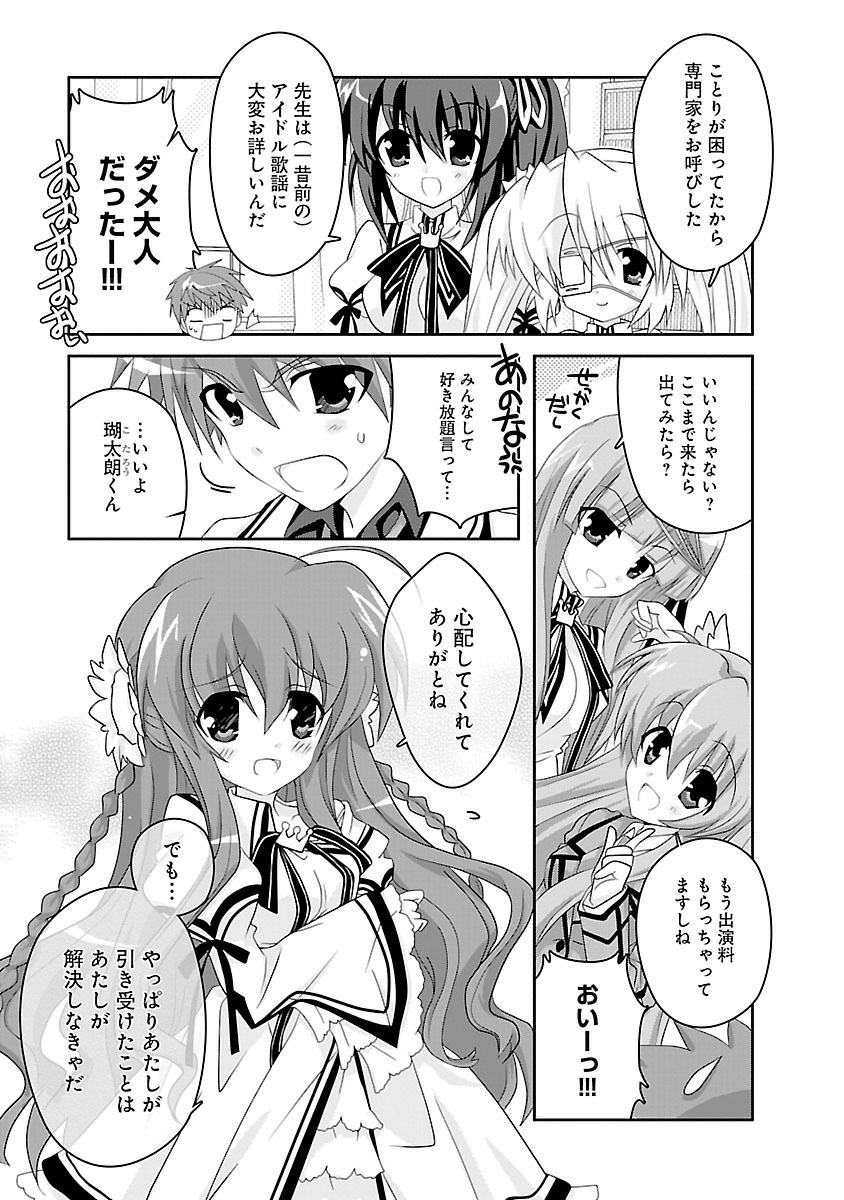 ことりが困ってたから
専門家をお呼びした
先生は(一昔前の)
アイドル歌謡に
大変お詳しいんだ
ダメ大人
だったー!!!
いいんじゃない?
ここまで来たら
出てみたら?
せっかく
だし
もう出演料
もらっちゃって
ますしね
おいーっ!!!
あのなぁ
みんなして
好き放題言って…
…いいよ
瑚太朗くん
こたろう
心配してくれて
ありがとね
でも…
やっぱりあたしが
引き受けたことは
あたしが
解決しなきゃだ